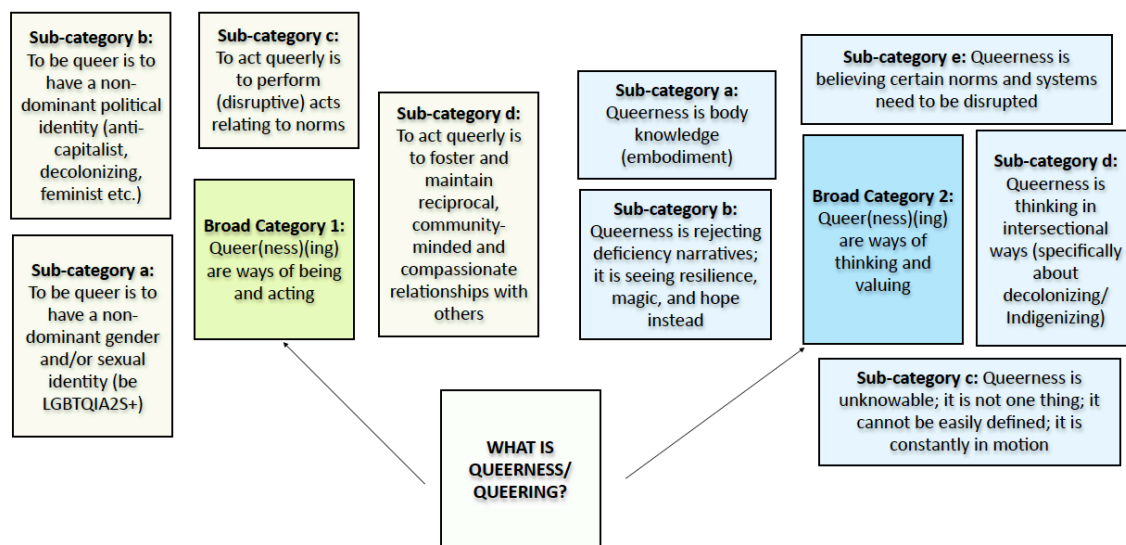 Sub-category b:
To be queer is to
have a non-
dominant political
identity (anti-
capitalist,
decolonizing,
feminist etc.)
Sub-category c:
To act queerly is
to perform
(disruptive) acts
relating to norms
Sub-category d:
To act queerly is
to foster and
maintain
reciprocal,
community-
minded and
compassionate
relationships with
others
Broad Category 1:
Queer(ness)(ing)
are ways of being
and acting
Sub-category a:
To be queer is to
have a non-
dominant gender
and/or sexual
identity (be
LGBTQIA2S+)
Sub-category a:
Queerness is body
knowledge
(embodiment)
Sub-category b:
Queerness is rejecting
deficiency narratives;
it is seeing resilience,
magic, and hope
instead
Sub-category e: Queerness is
believing certain norms and systems
need to be disrupted
Broad Category 2:
Queer(ness)(ing)
are ways of
thinking and
valuing
Sub-category d:
Queerness is
thinking in
intersectional
ways (specifically
about
decolonizing/
Indigenizing)
Sub-category c: Queerness is
unknowable; it is not one thing; it
cannot be easily defined; it is
constantly in motion
WHAT IS
QUEERNESS/
QUEERING?